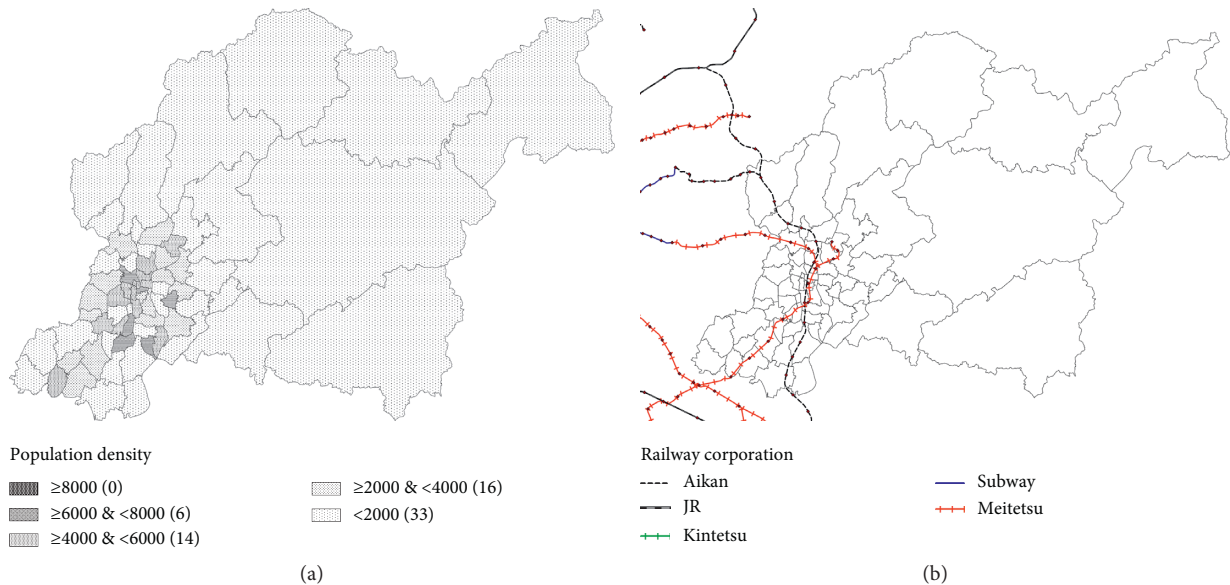 Population density
≥8000 (0)
≥6000 & <8000 (6)
≥4000 & <6000 (14)
≥2000 & <4000 (16)
<2000 (33)
(a)
Railway corporation
Aikan
JR
Kintetsu
Subway
Meitetsu
(b)